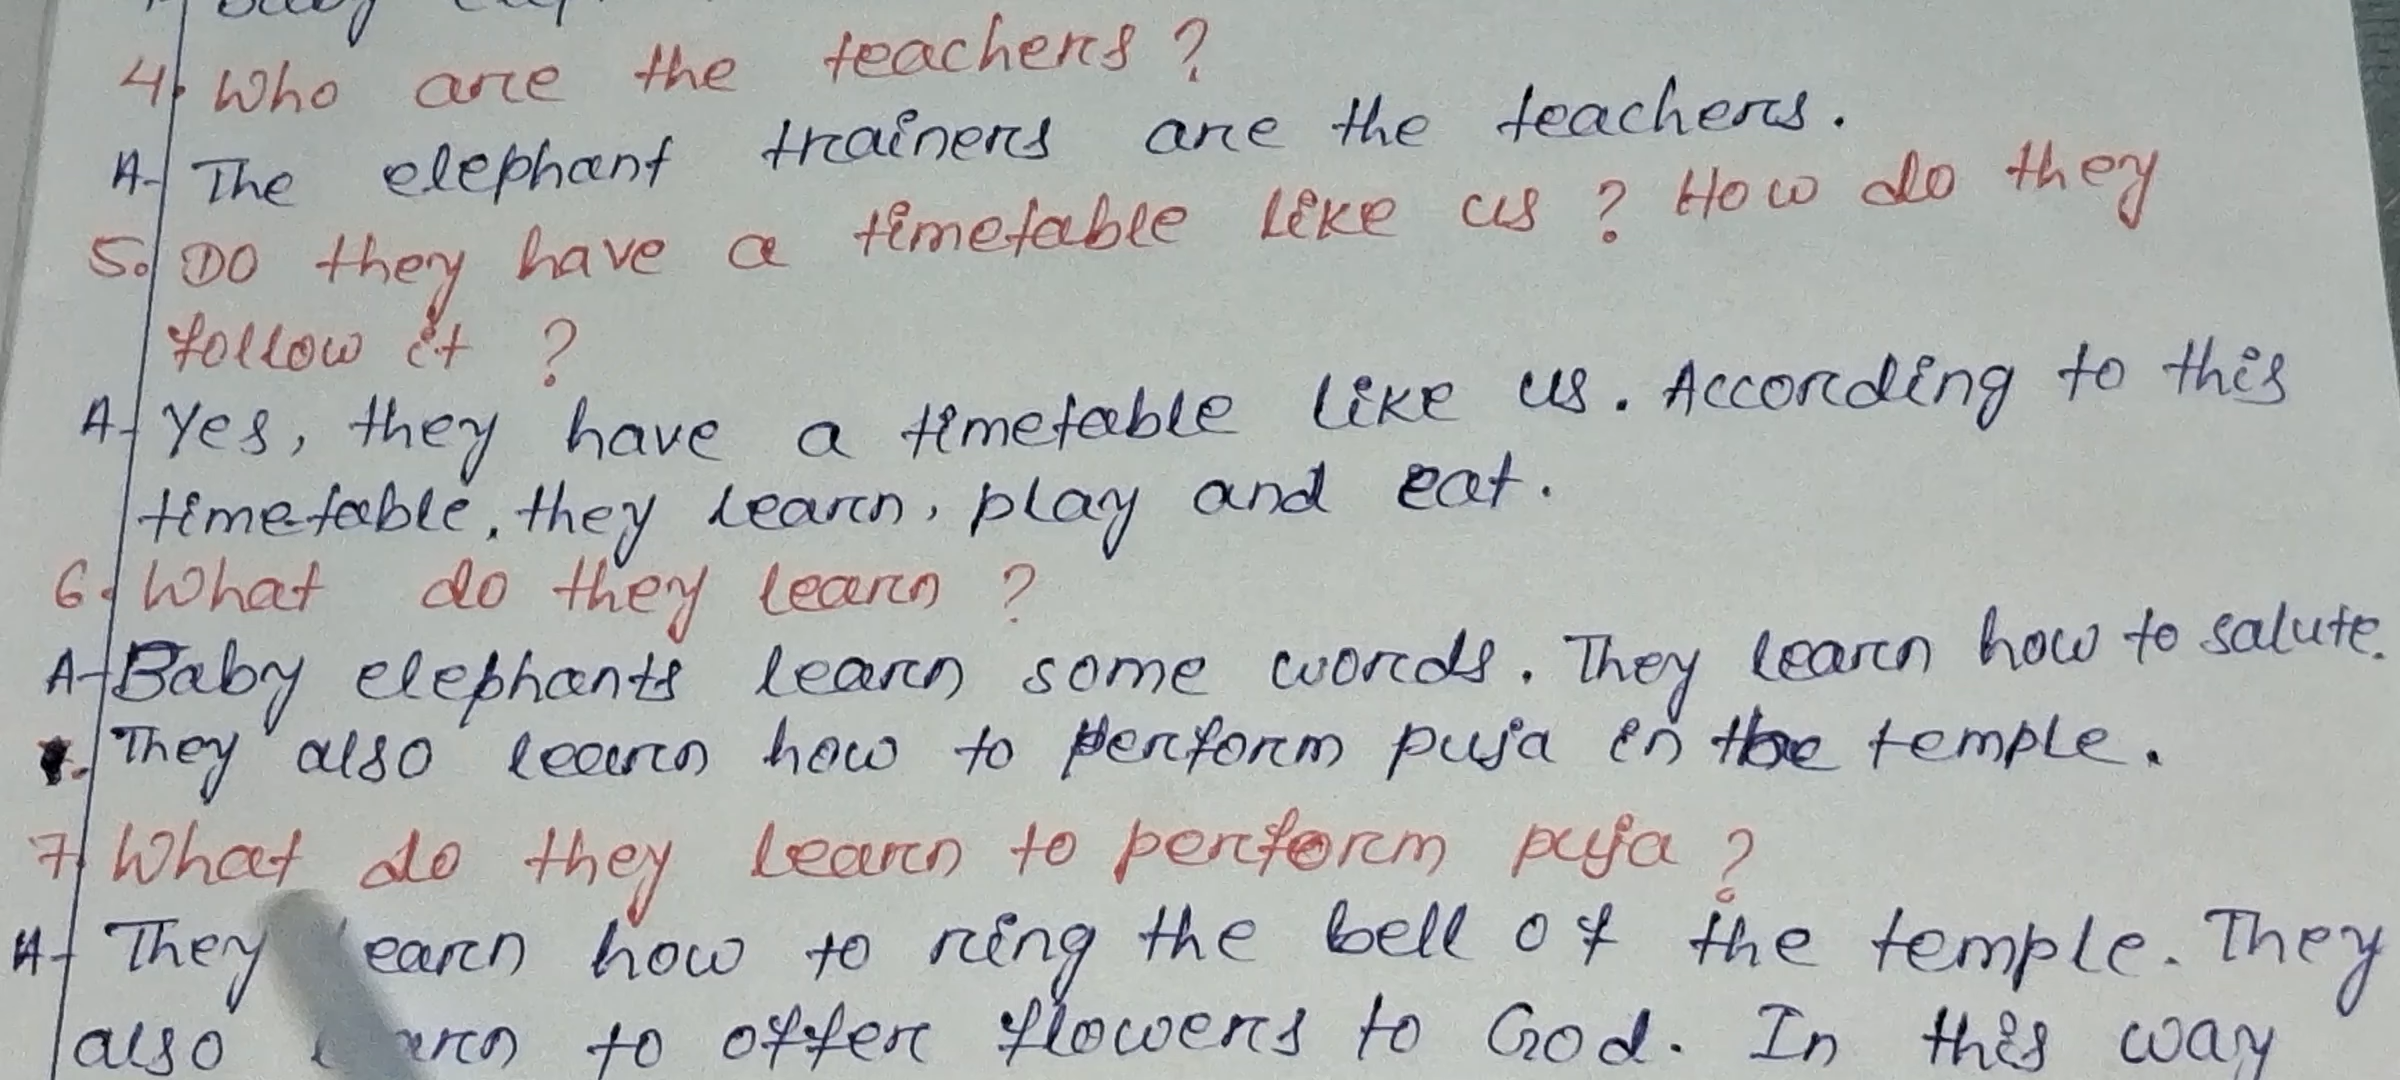 4. Who are the teachers ?
A- The elephant trainers are the teachers.
5. Do they have a timetable like us ? How do they
follow it ?
A- Yes, they have a timetable like us. According to this
timetable, they learn, play and eat.
6. What do they learn ?
A- Baby elephants learn some words. They learn how to salute.
They also learn how to perform puja in the temple.
7. What do they learn to perform puja ?
A- They learn how to ring the bell of the temple. They
also learn to offer flowers to God. In this way